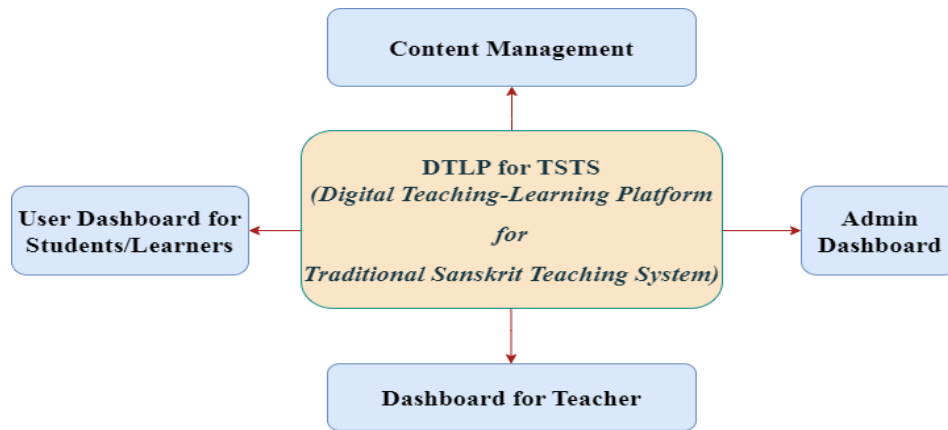 Content Management
DTLP for TSTS
(Digital Teaching-Learning Platform
for
Traditional Sanskrit Teaching System)
User Dashboard for
Students/Learners
Admin
Dashboard
Dashboard for Teacher